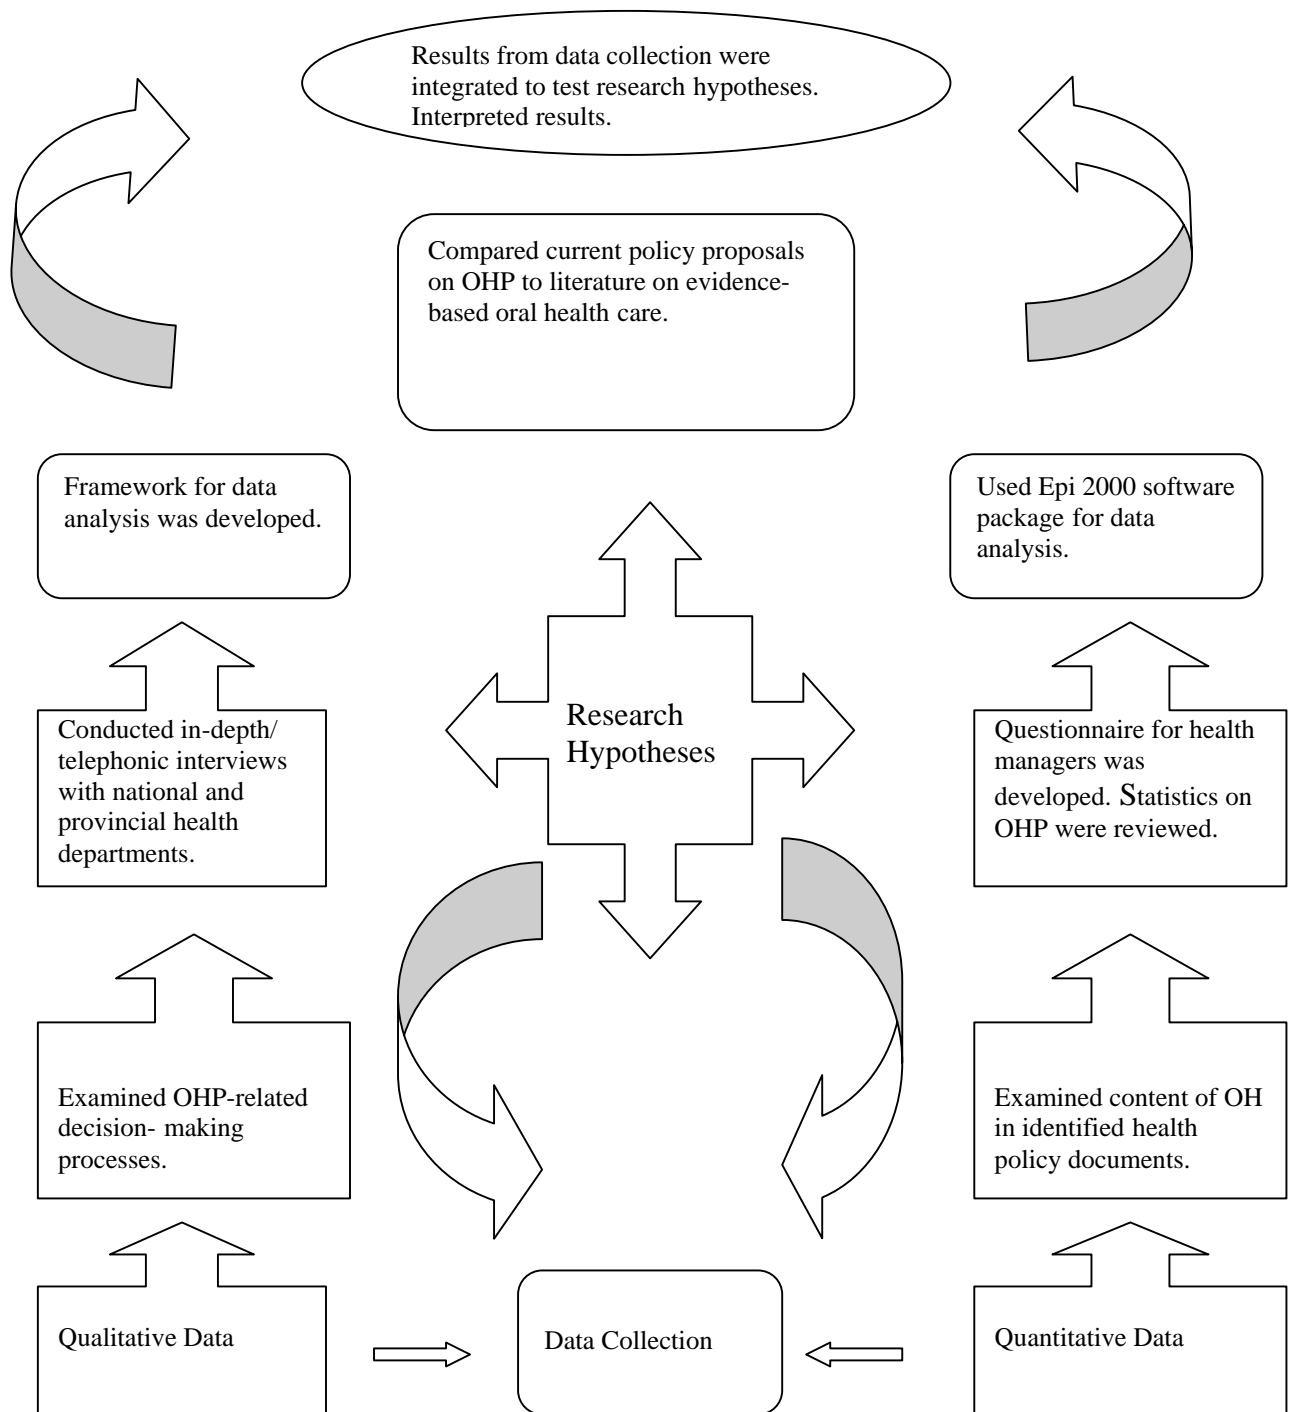 Results from data collection were
integrated to test research hypotheses.
Interpreted results.
Compared current policy proposals
on OHP to literature on evidence-
based oral health care.
Framework for data
analysis was developed.
Used Epi 2000 software
package for data
analysis.
Research
Hypotheses
Conducted in-depth/
telephonic interviews
with national and
provincial health
departments.
Questionnaire for health
managers was
developed. Statistics on
OHP were reviewed.
Examined OHP-related
decision- making
processes.
Examined content of OH
in identified health
policy documents.
Qualitative Data
Data Collection
Quantitative Data